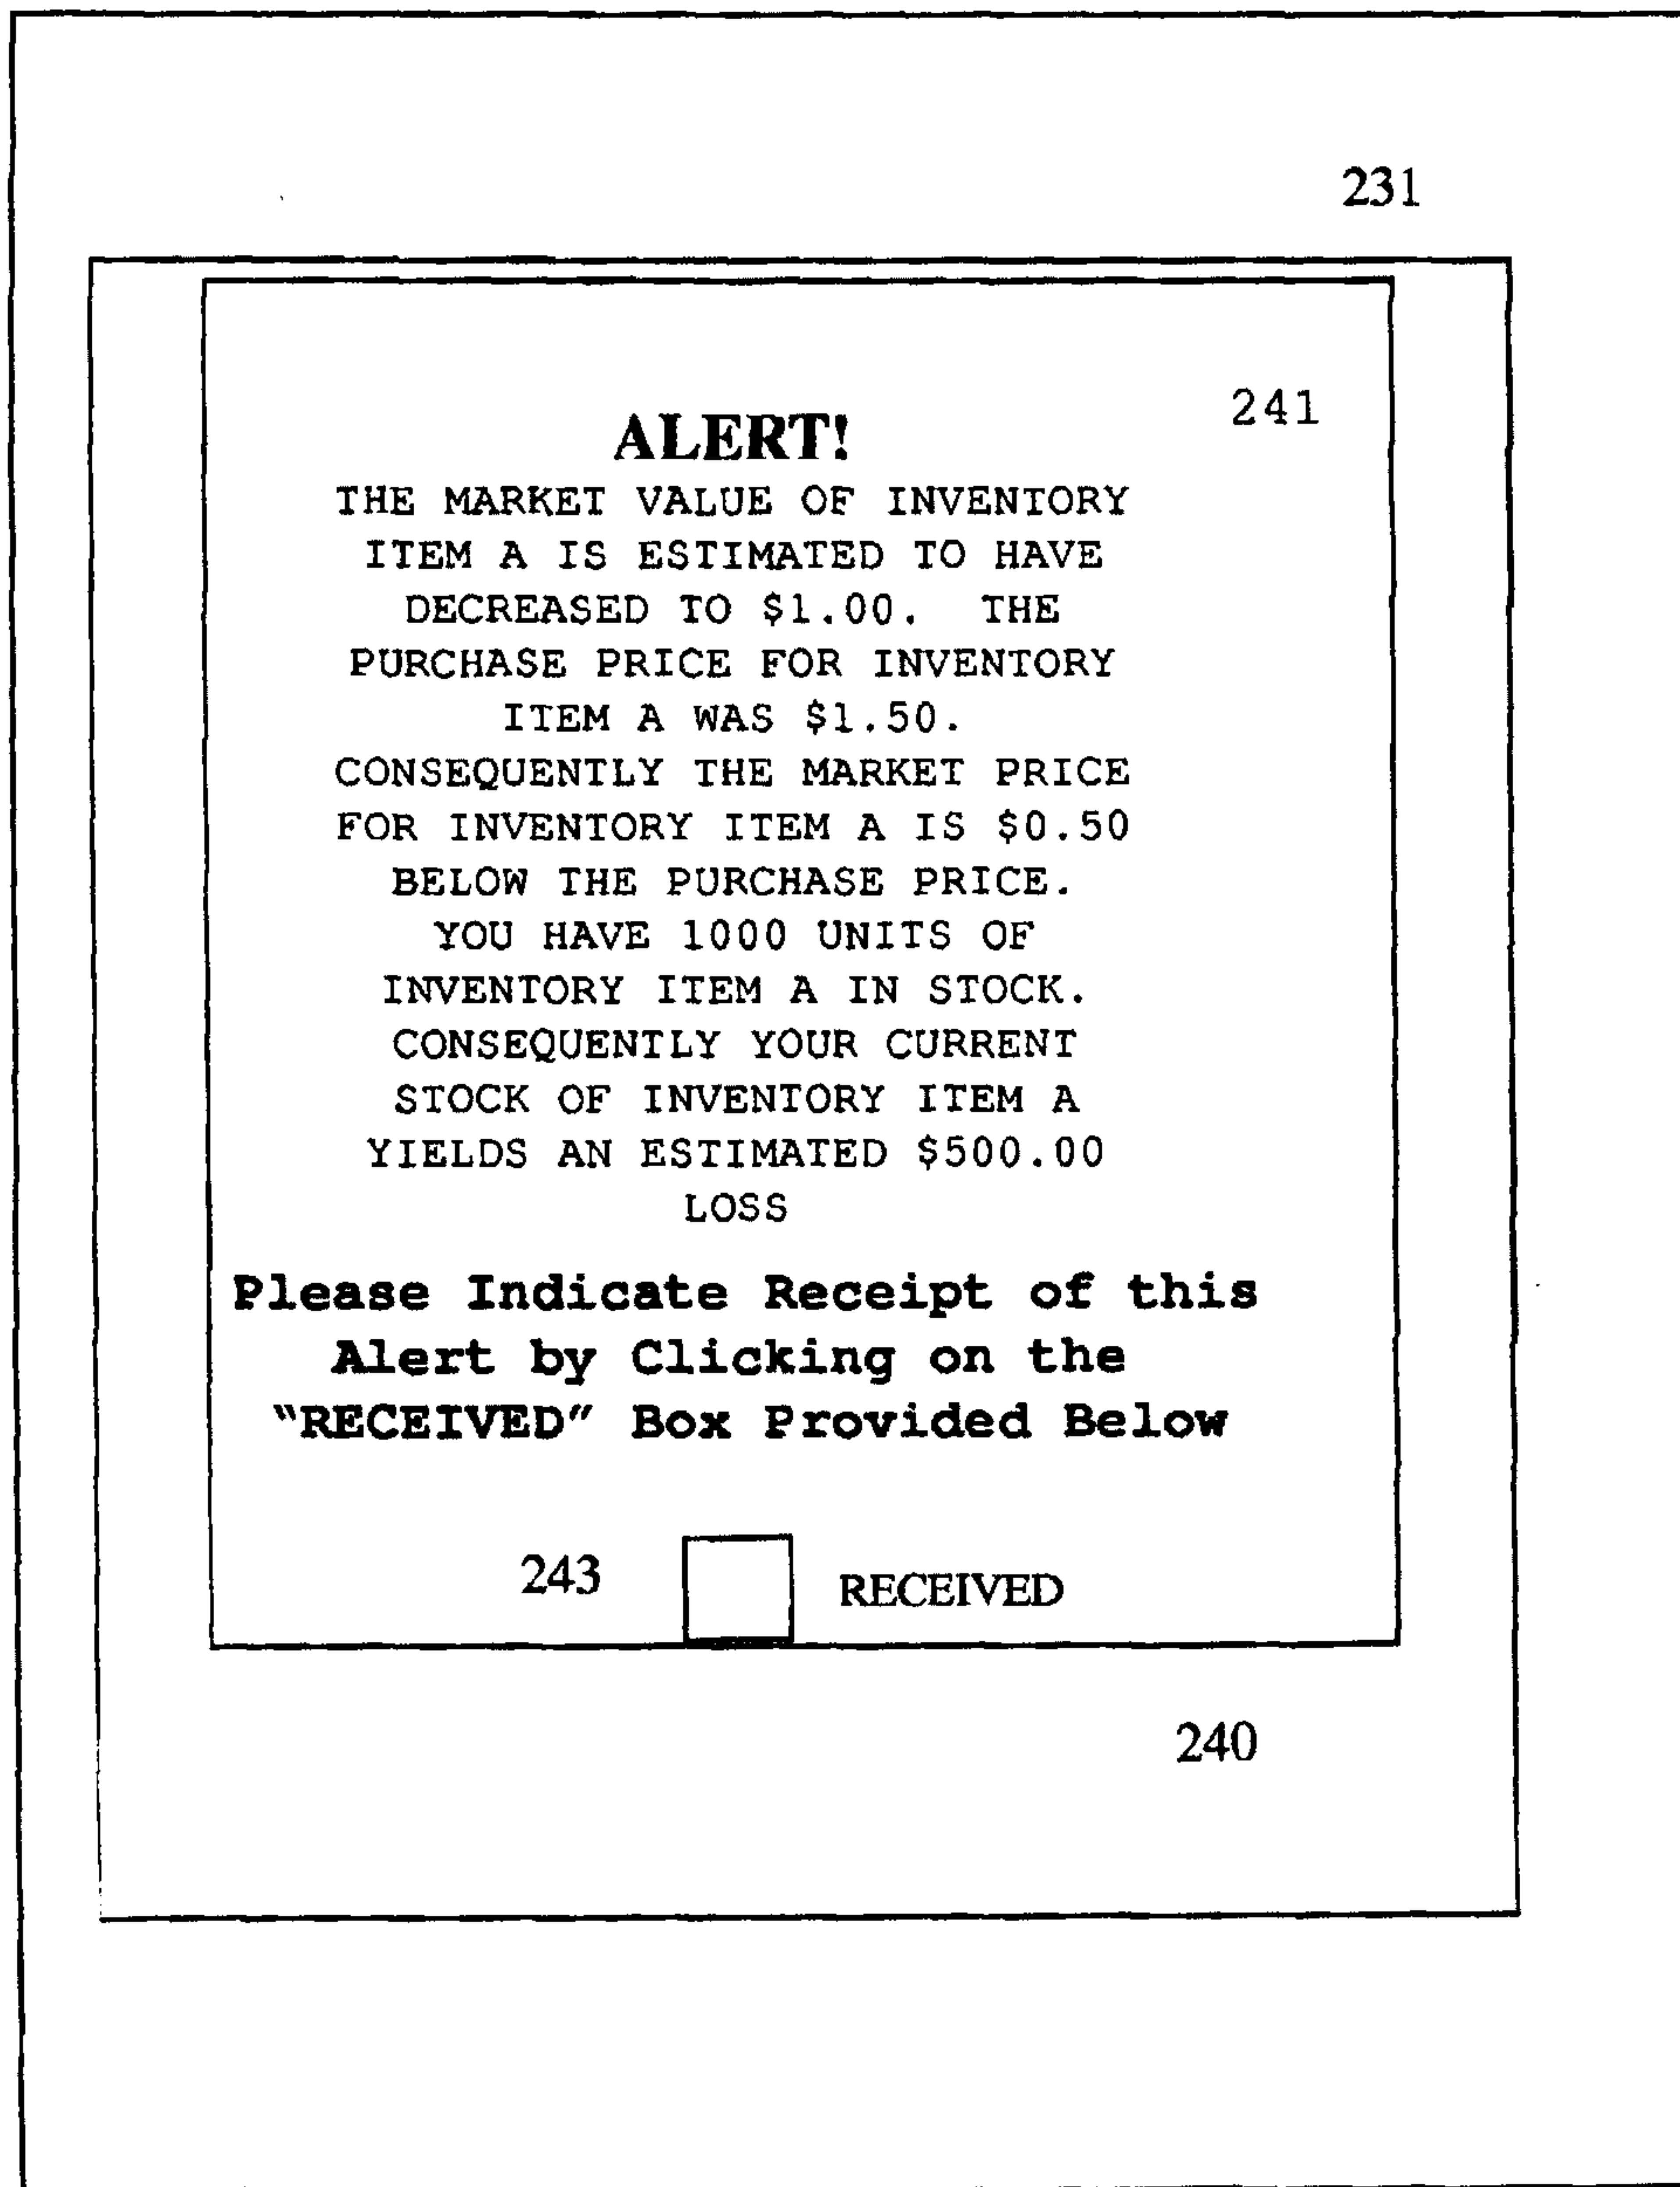 231
241
ALERT!
THE MARKET VALUE OF INVENTORY
ITEM A IS ESTIMATED TO HAVE
DECREASED TO $1.00. THE
PURCHASE PRICE FOR INVENTORY
ITEM A WAS $1.50.
CONSEQUENTLY THE MARKET PRICE
FOR INVENTORY ITEM A IS $0.50
BELOW THE PURCHASE PRICE.
YOU HAVE 1000 UNITS OF
INVENTORY ITEM A IN STOCK.
CONSEQUENTLY YOUR CURRENT
STOCK OF INVENTORY ITEM A
YIELDS AN ESTIMATED $500.00
LOSS
Please Indicate Receipt of this
Alert by Clicking on the
"RECEIVED" Box Provided Below
243 RECEIVED
240